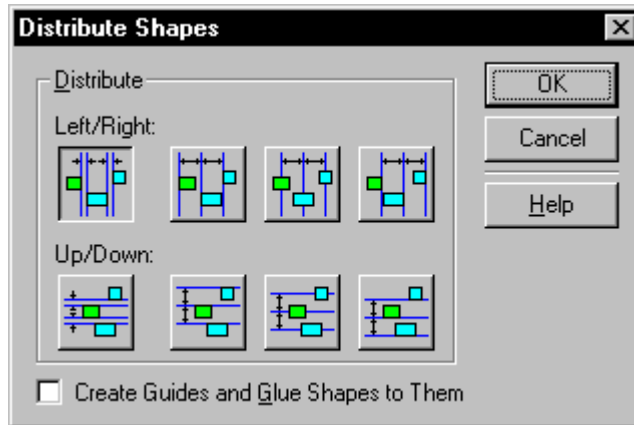 Distribute Shapes
Distribute
OK
Left/Right:
Cancel
Help
Up/Down:
Create Guides and Glue Shapes to Them